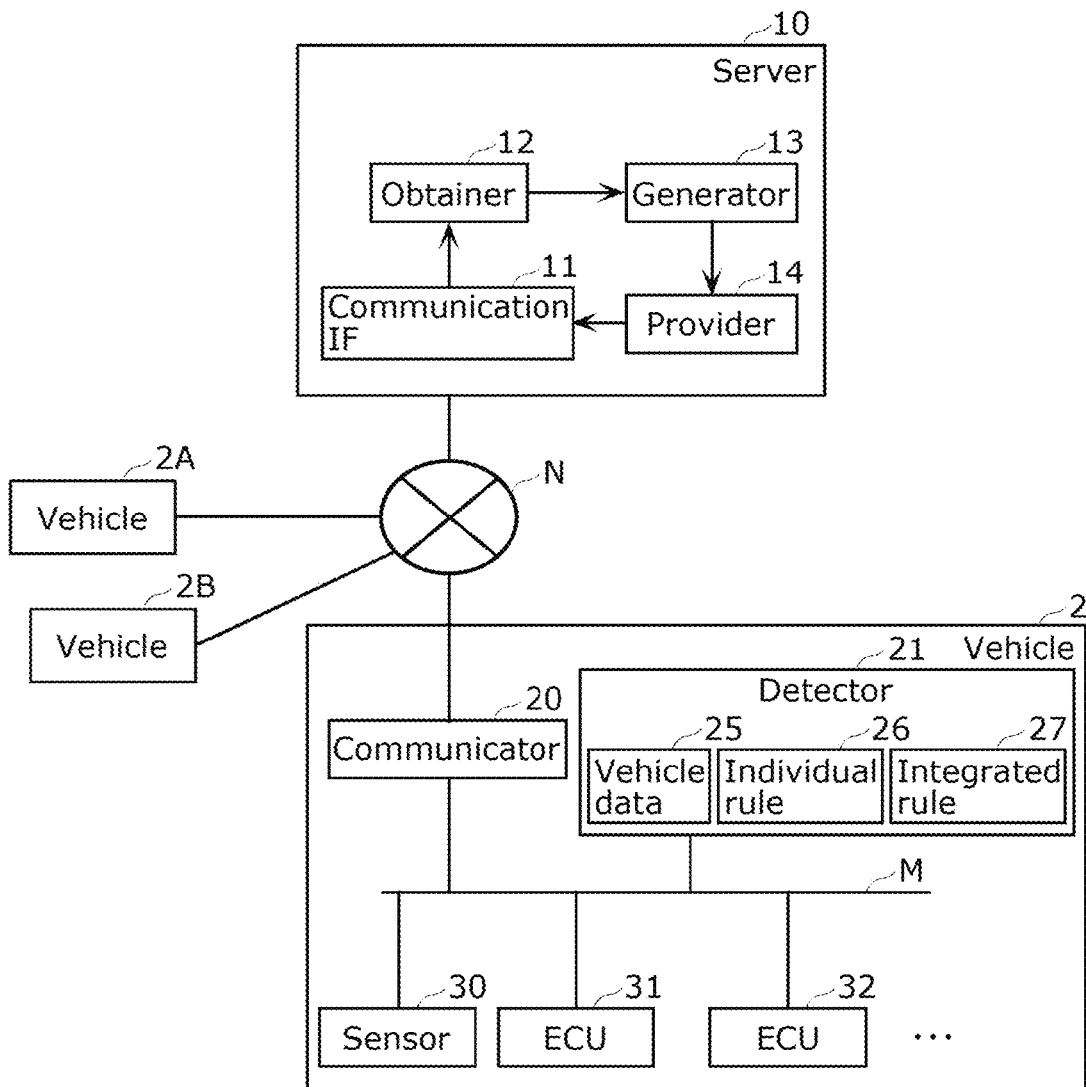 10
Server
12
13
Obtainer
Generator
11
14
Communication
IF
Provider
2A
N
Vehicle
2B
Vehicle
2
Vehicle
21
Detector
20
Communicator
25
26
27
Vehicle
data
Individual
rule
Integrated
rule
M
30
31
32
Sensor
ECU
ECU
...